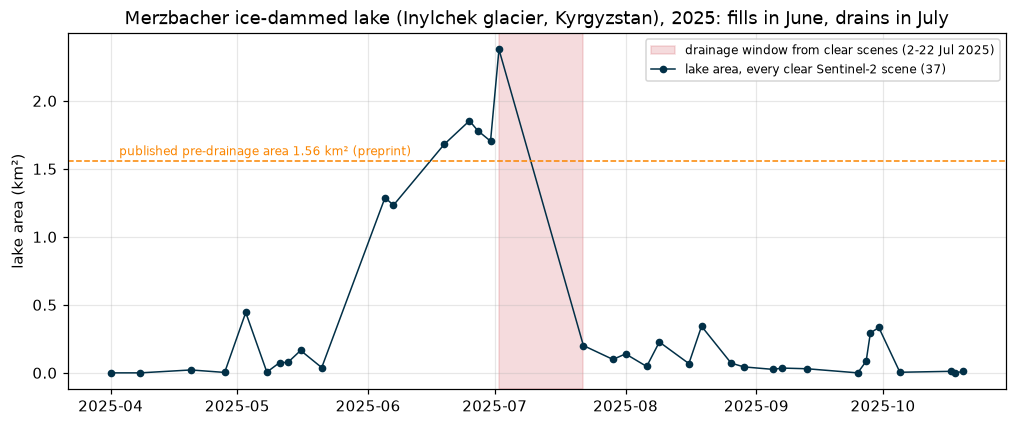 Merzbacher ice-dammed lake (Inylchek glacier, Kyrgyzstan), 2025: fills in June, drains in July
drainage window from clear scenes (2-22 Jul 2025)
lake area, every clear Sentinel-2 scene (37)
published pre-drainage area 1.56 km² (preprint)
lake area (km²)
2.0
1.5
1.0
0.5
0.0
2025-04 2025-05 2025-06 2025-07 2025-08 2025-09 2025-10